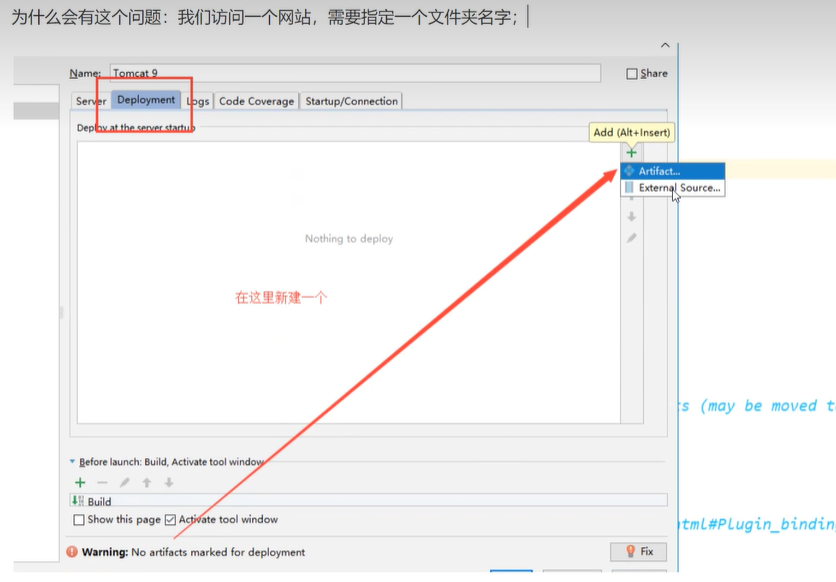 为什么会有这个问题：我们访问一个网站，需要指定一个文件夹名字；
Name: Tomcat 9
Share
Server Deployment Logs Code Coverage Startup/Connection
Deploy at the server startup
Add (Alt+Insert)
Artifact...
External Source...
Nothing to deploy
在这里新建一个
s (may be moved t
Before launch: Build, Activate tool window
Build
Show this page Activate tool window
html#Plugin_bindin
Warning: No artifacts marked for deployment
Fix